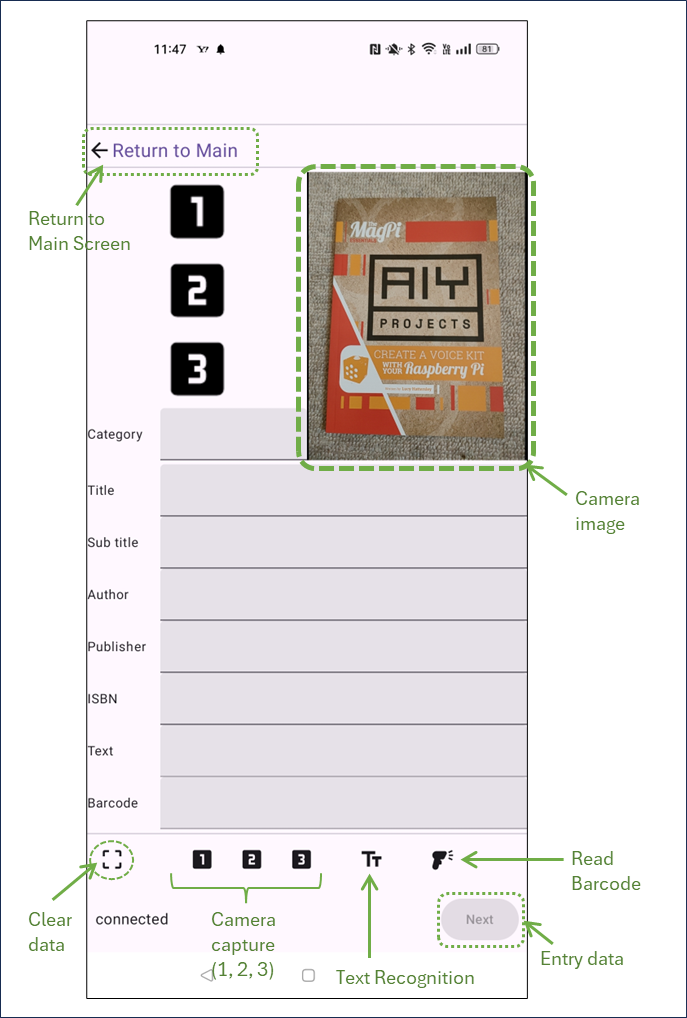 11:47
81
Return to Main
Return to
Main Screen
1
2
3
The
MagPi
ESSENTIALS
AIY
PROJECTS
CREATE A VOICE KIT
WITH YOUR Raspberry Pi
Category
Camera
image
Title
Sub title
Author
Publisher
ISBN
Text
Barcode
1
2
3
TT
Read
Barcode
Clear
data
connected
Camera
capture
(1, 2, 3)
Text Recognition
Next
Entry data